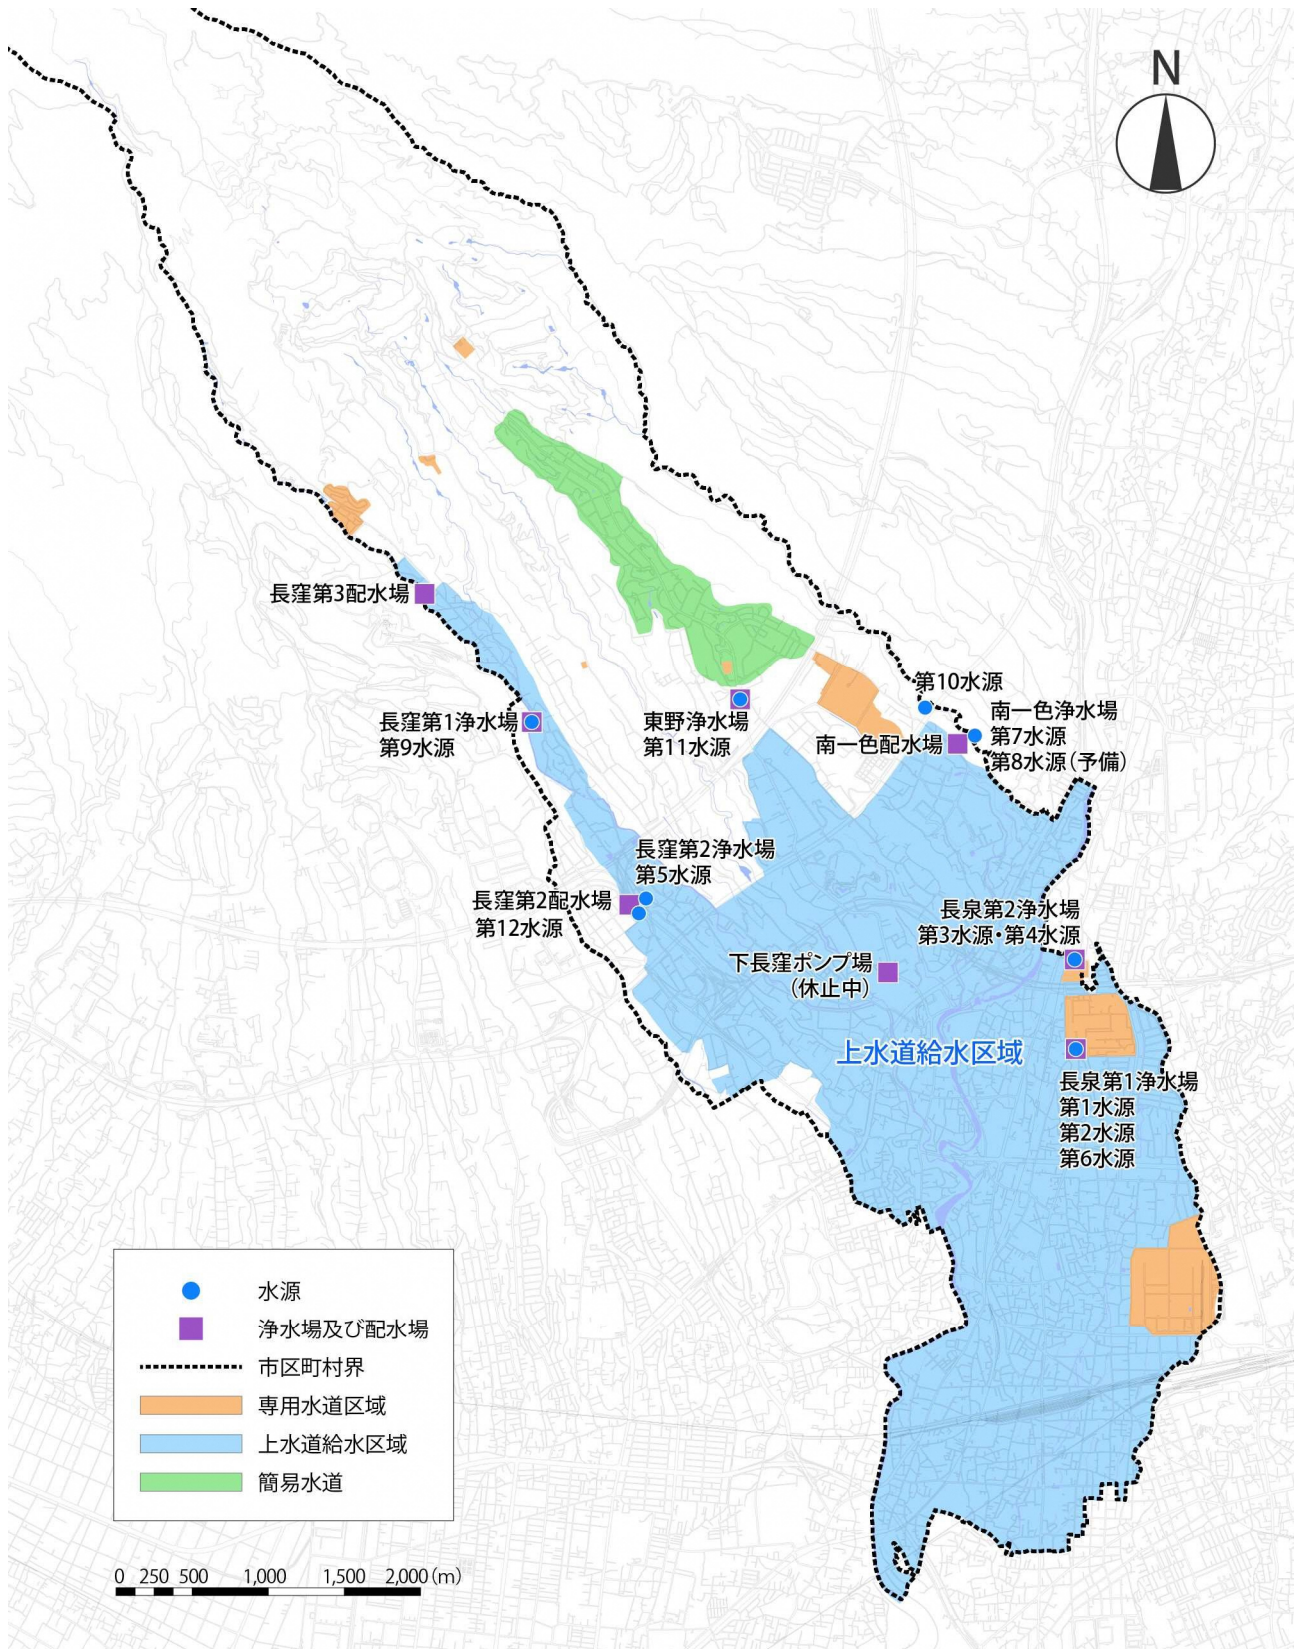 N
長窪第3配水場
第10水源
長窪第1浄水場
第9水源
東野浄水場
第11水源
南一色配水場
南一色浄水場
第7水源
第8水源(予備)
長窪第2浄水場
第5水源
長窪第2配水場
第12水源
長泉第2浄水場
第3水源・第4水源
下長窪ポンプ場
(休止中)
上水道給水区域
長泉第1浄水場
第1水源
第2水源
第6水源
水源
浄水場及び配水場
市区町村界
専用水道区域
上水道給水区域
簡易水道
0 250 500 1,000 1,500 2,000(m)